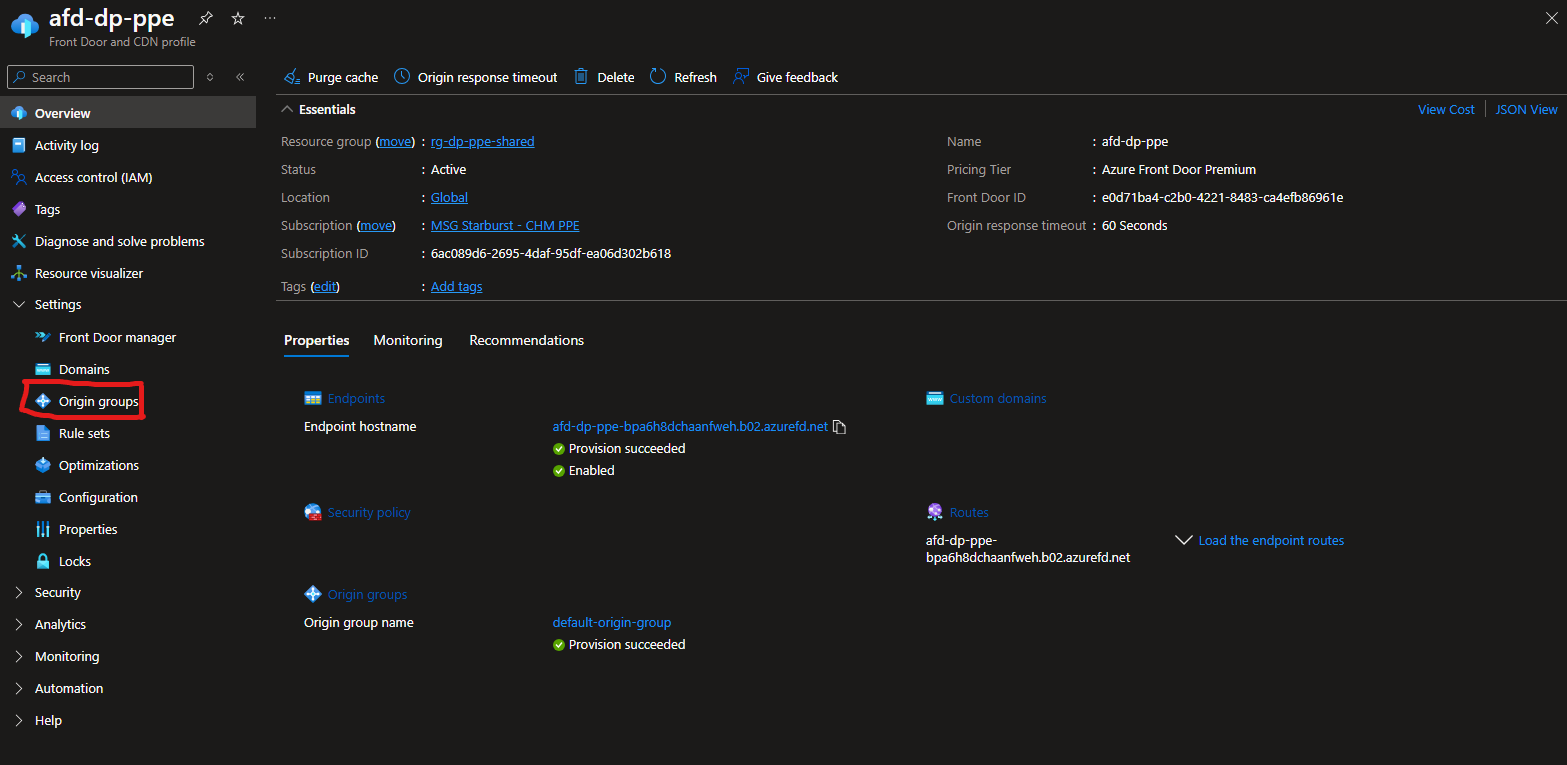 afd-dp-ppe
Front Door and CDN profile
Search
Overview
Activity log
Access control (IAM)
Tags
Diagnose and solve problems
Resource visualizer
Settings
Front Door manager
Domains
Origin groups
Rule sets
Optimizations
Configuration
Properties
Locks
Security
Analytics
Monitoring
Automation
Help
Purge cache Origin response timeout Delete Refresh Give feedback
Essentials
View Cost JSON View
Resource group (move) : rg-dp-ppe-shared
Status : Active
Location : Global
Subscription (move) : MSG Starburst - CHM PPE
Subscription ID : 6ac089d6-2695-4daf-95df-ea06d302b618
Tags (edit) : Add tags
Name : afd-dp-ppe
Pricing Tier : Azure Front Door Premium
Front Door ID : e0d71ba4-c2b0-4221-8483-ca4efb86961e
Origin response timeout : 60 Seconds
Properties Monitoring Recommendations
Endpoints
Endpoint hostname afd-dp-ppe-bpa6h8dchaanfweh.b02.azurefd.net
Provision succeeded
Enabled
Custom domains
Security policy
Routes
afd-dp-ppe-
bpa6h8dchaanfweh.b02.azurefd.net
Load the endpoint routes
Origin groups
Origin group name default-origin-group
Provision succeeded